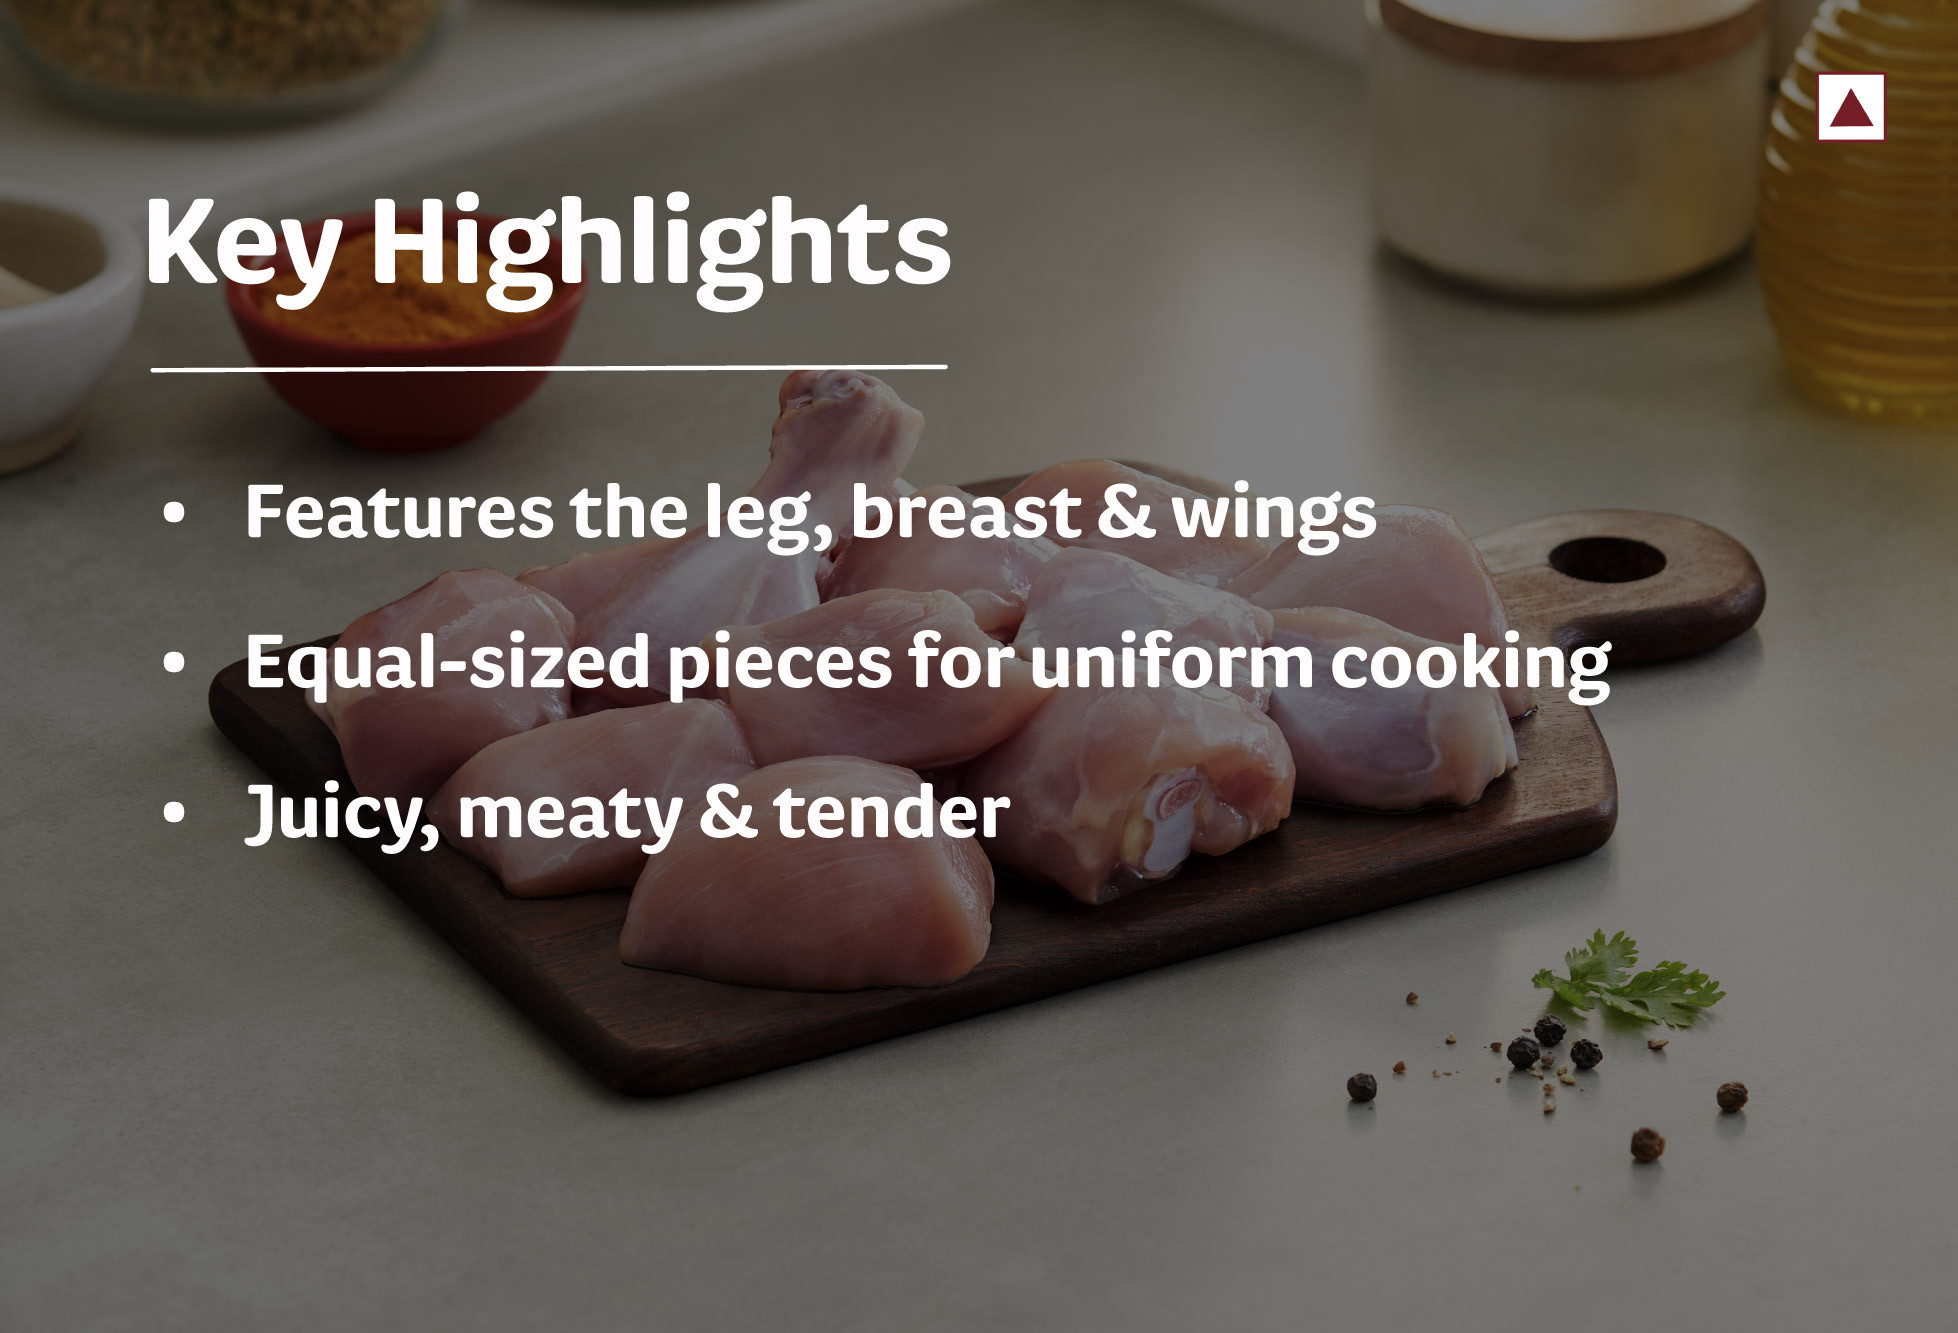 Key Highlights
• Features the leg, breast & wings
• Equal-sized pieces for uniform cooking
• Juicy, meaty & tender